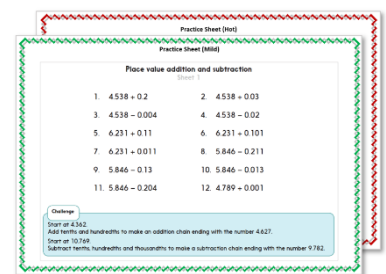 Practice Sheet (Hot)
Practice Sheet (Mild)
Place value addition and subtraction
Sheet 1
1. 4.538 + 0.2 2. 4.538 + 0.03
3. 4.538 – 0.004 4. 4.538 – 0.02
5. 6.231 + 0.11 6. 6.231 + 0.101
7. 6.231 + 0.011 8. 5.846 – 0.211
9. 5.846 – 0.13 10. 5.846 – 0.013
11. 5.846 – 0.204 12. 4.789 + 0.001
Challenge
Start at 4.362.
Add tenths and hundredths to make an addition chain ending with the number 4.627.
Start at 10.769.
Subtract tenths, hundredths and thousandths to make a subtraction chain ending with the number 9.782.